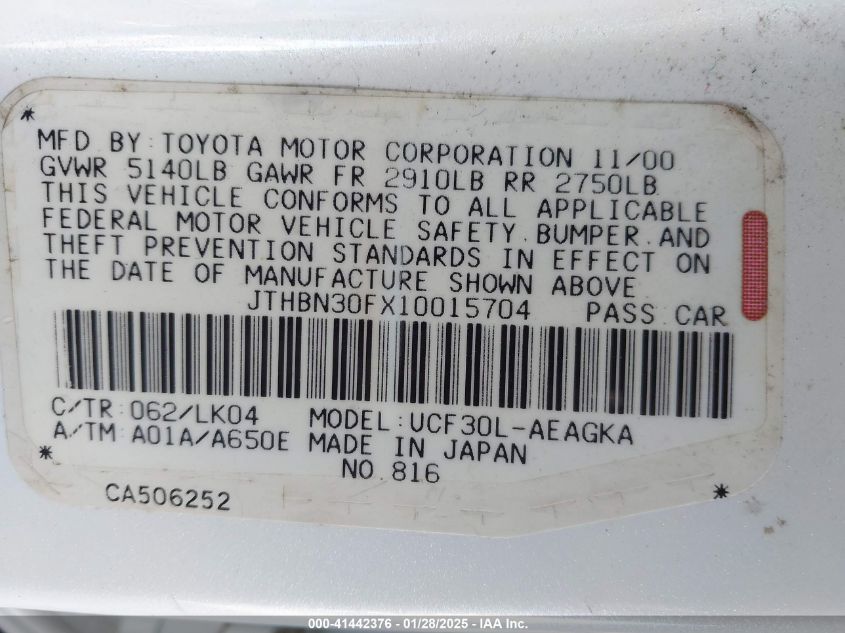 MFD BY:TOYOTA MOTOR CORPORATION 11/00
GVWR 5140LB GAWR FR 2910LB RR 2750LB
THIS VEHICLE CONFORMS TO ALL APPLICABLE
FEDERAL MOTOR VEHICLE SAFETY, BUMPER, AND
THEFT PREVENTION STANDARDS IN EFFECT ON
THE DATE OF MANUFACTURE SHOWN ABOVE.
JTHBN30FX10015704 PASS.CAR
C/TR:062/LK04 MODEL:UCF30L-AEAGKA
A/TM:A01A/A650E MADE IN JAPAN
NO.816
CA506252
000-41442376 - 01/28/2025 - IAA Inc.